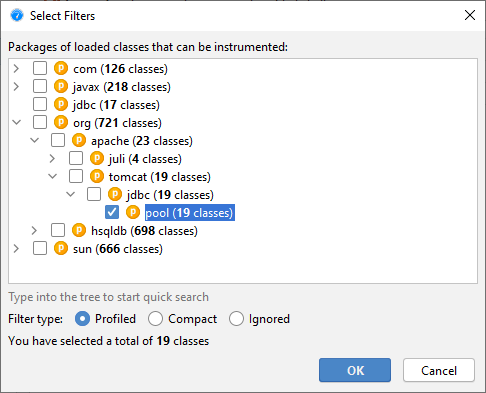 Select Filters
Packages of loaded classes that can be instrumented:
com (126 classes)
javax (218 classes)
jdbc (17 classes)
org (721 classes)
apache (23 classes)
juli (4 classes)
tomcat (19 classes)
jdbc (19 classes)
pool (19 classes)
hsqldb (698 classes)
sun (666 classes)
Type into the tree to start quick search
Filter type: Profiled Compact Ignored
You have selected a total of 19 classes
OK Cancel